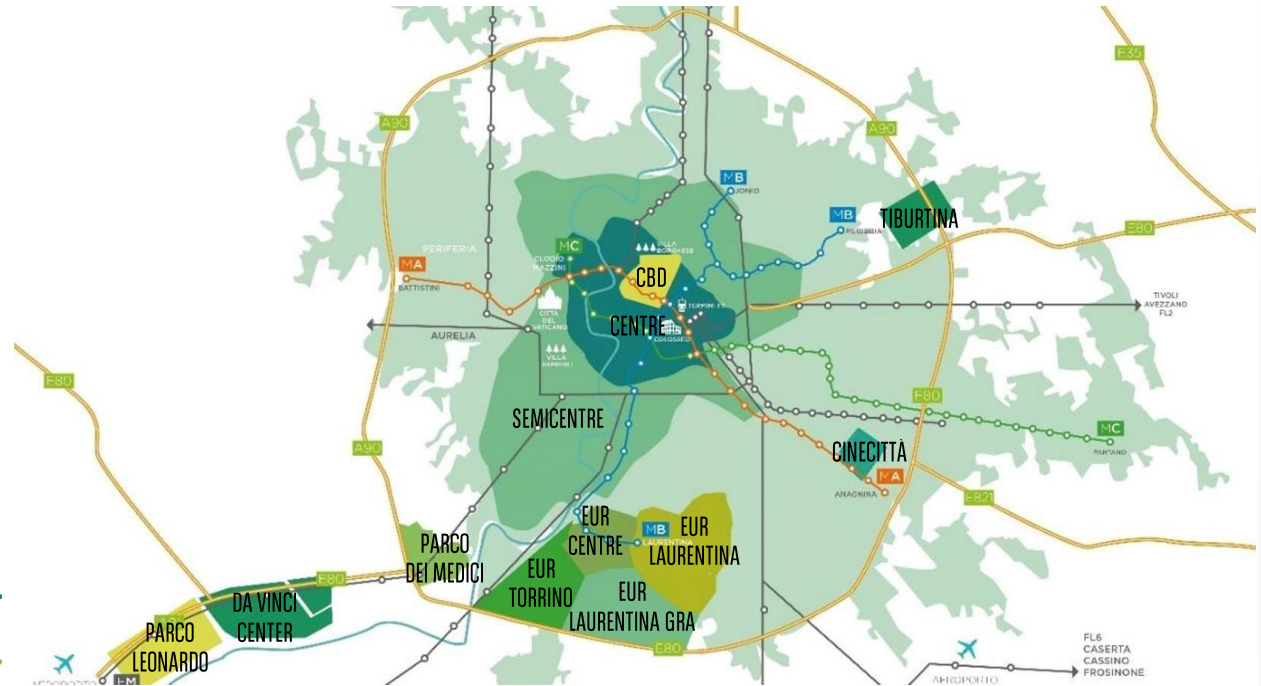 E35
A90
A90
MB
JONIO
MB
REBIBBIA
TIBURTINA
E80
PERIFERIA
MC
CLODIO
MAZZINI
VILLA
BORGHESE
MA
BATTISTINI
CBD
TERMINI FS
CITTÀ
DEL
VATICANO
CENTRE
COLOSSEO
TIVOLI
AVEZZANO
FL2
AURELIA
VILLA
PAMPHILI
E80
E80
SEMICENTRE
MC
PANTANO
A90
CINECITTÀ
MA
ANAGNINA
E821
EUR
CENTRE
MB
LAURENTINA
EUR
LAURENTINA
PARCO
DEI MEDICI
E80
EUR
TORRINO
EUR
LAURENTINA GRA
DA VINCI
CENTER
PARCO
LEONARDO
E80
FL6
CASERTA
CASSINO
FROSINONE
AEROPORTO
AEROPORTO
FM